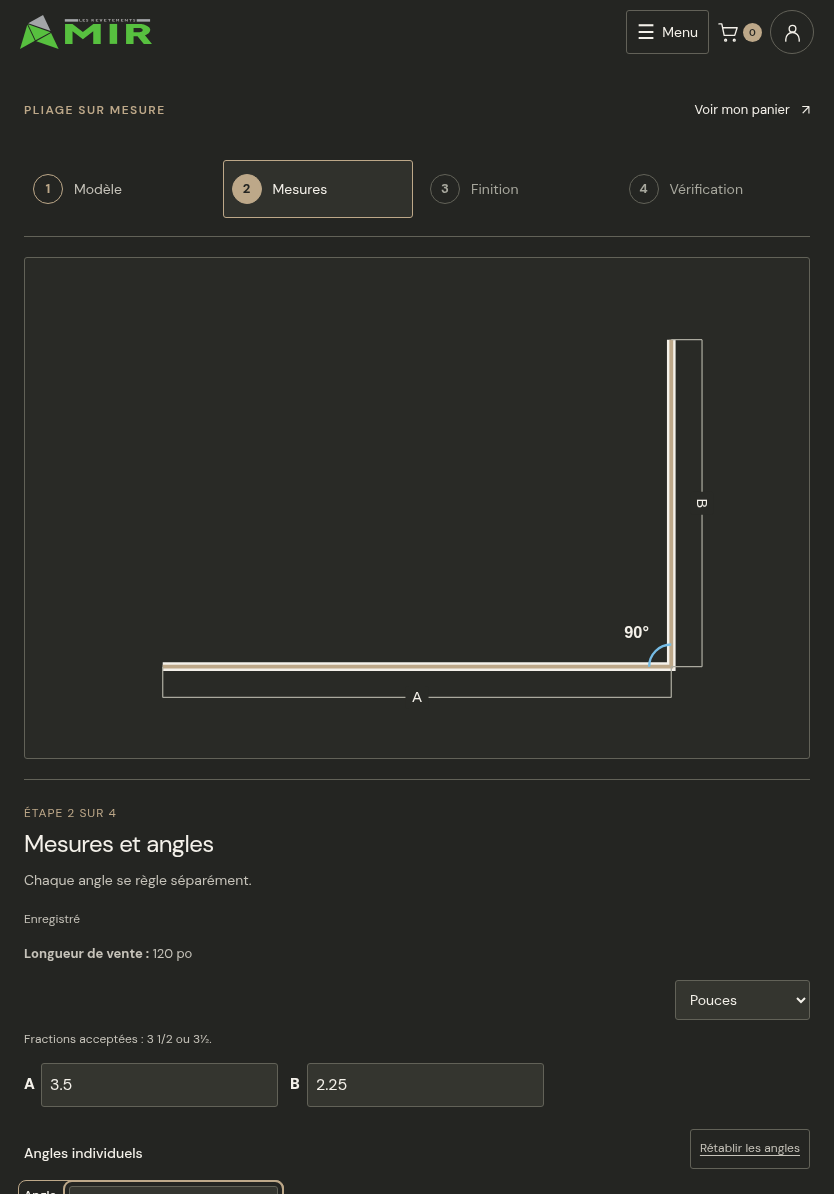 LES REVÊTEMENTS
MIR
Menu
0
PLIAGE SUR MESURE
Voir mon panier
1 Modèle
2 Mesures
3 Finition
4 Vérification
B
90°
A
ÉTAPE 2 SUR 4
Mesures et angles
Chaque angle se règle séparément.
Enregistré
Longueur de vente : 120 po
Pouces
Fractions acceptées : 3 1/2 ou 3½.
A 3.5 B 2.25
Rétablir les angles
Angles individuels
Angle